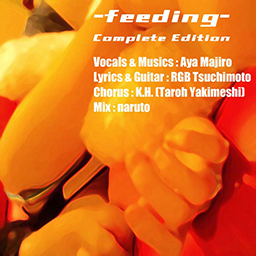 -feeding-
Complete Edition
Vocals & Musics : Aya Majiro
Lyrics & Guitar : RGB Tsuchimoto
Chorus : K.H. (Taroh Yakimeshi)
Mix : naruto